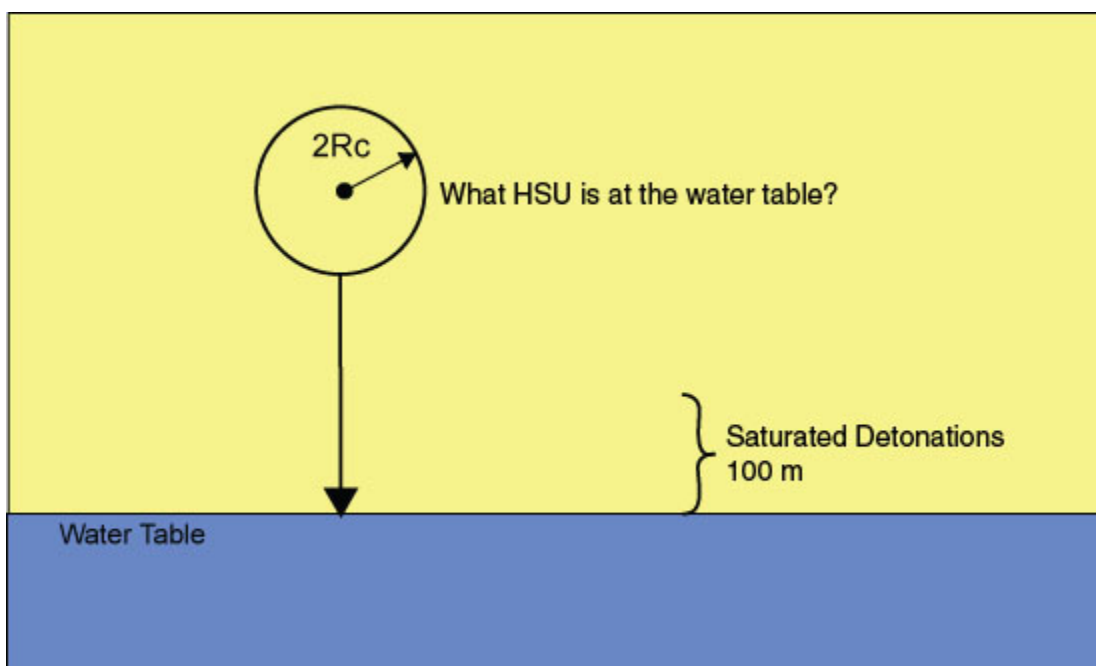 2Rc
What HSU is at the water table?
Saturated Detonations
100 m
Water Table